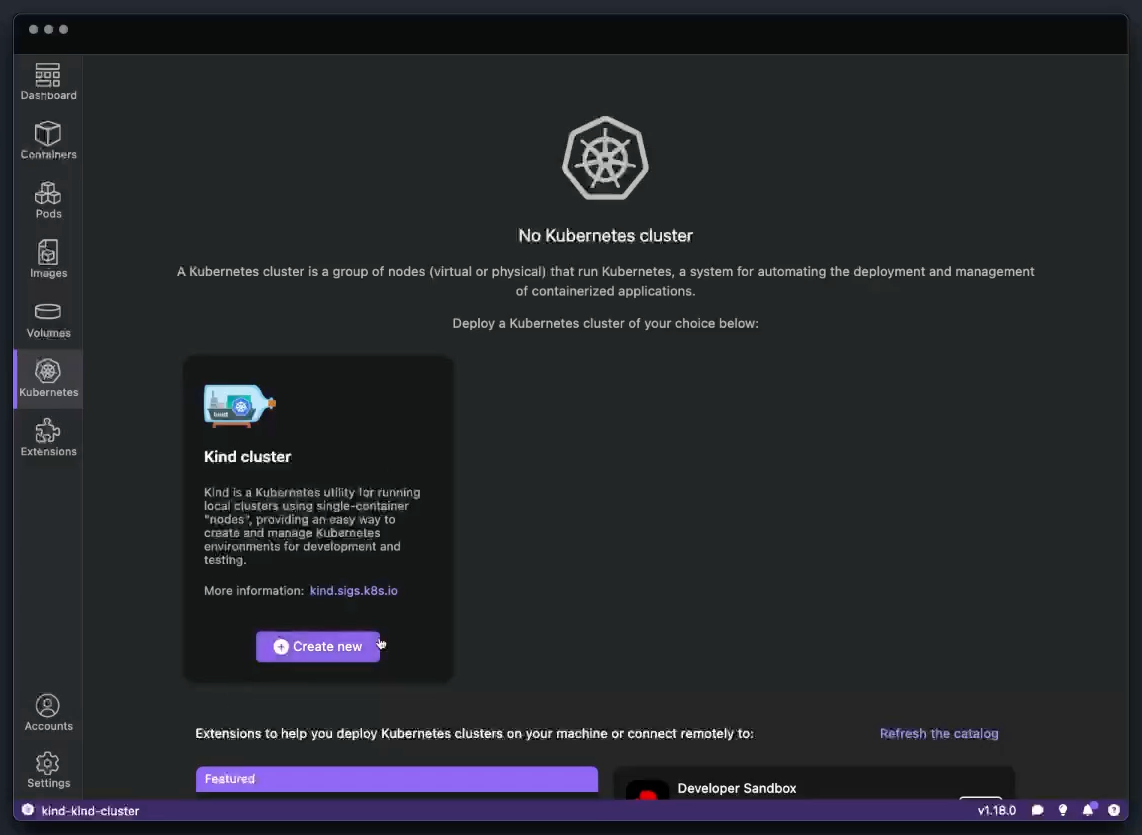 Dashboard
Containers
Pods
Images
Volumes
Kubernetes
Extensions
Accounts
Settings
No Kubernetes cluster
A Kubernetes cluster is a group of nodes (virtual or physical) that run Kubernetes, a system for automating the deployment and management
of containerized applications.
Deploy a Kubernetes cluster of your choice below:
Kind cluster
Kind is a Kubernetes utility for running
local clusters using single-container
"nodes", providing an easy way to
create and manage Kubernetes
environments for development and
testing.
More information: kind.sigs.k8s.io
Create new
Extensions to help you deploy Kubernetes clusters on your machine or connect remotely to:
Refresh the catalog
Featured
Developer Sandbox
kind-kind-cluster
v1.18.0